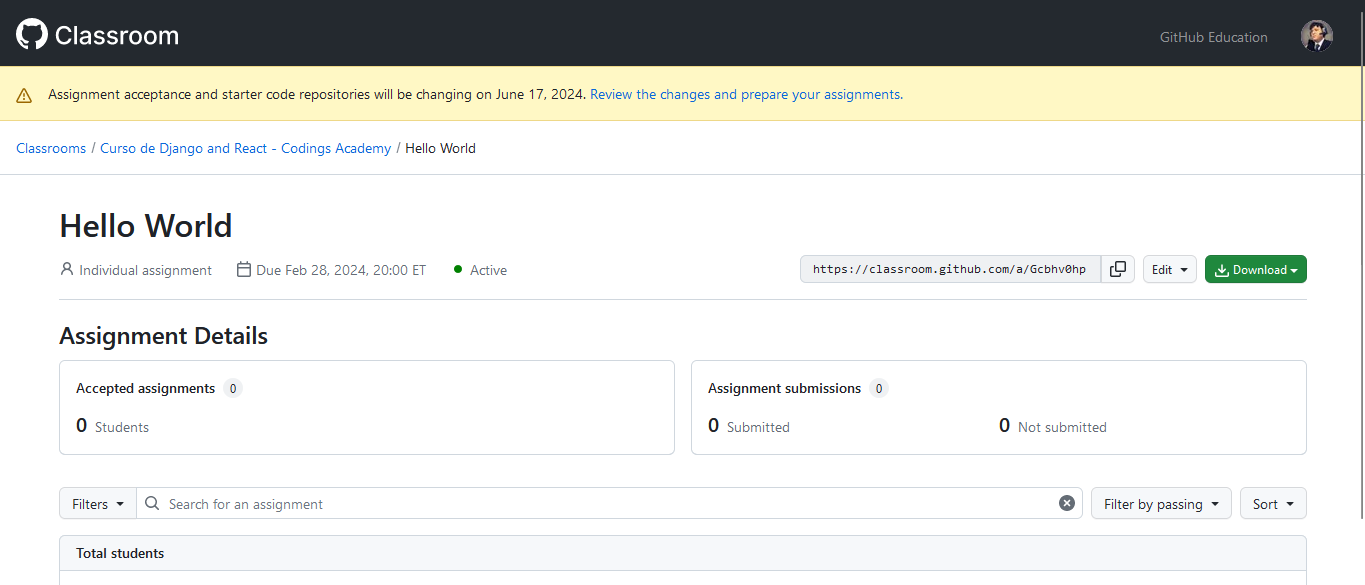 Classroom
GitHub Education
Assignment acceptance and starter code repositories will be changing on June 17, 2024. Review the changes and prepare your assignments.
Classrooms / Curso de Django and React - Codings Academy / Hello World
Hello World
Individual assignment Due Feb 28, 2024, 20:00 ET Active
https://classroom.github.com/a/Gcbhv0hp Edit Download
Assignment Details
Accepted assignments 0
0 Students
Assignment submissions 0
0 Submitted 0 Not submitted
Filters Search for an assignment Filter by passing Sort
Total students